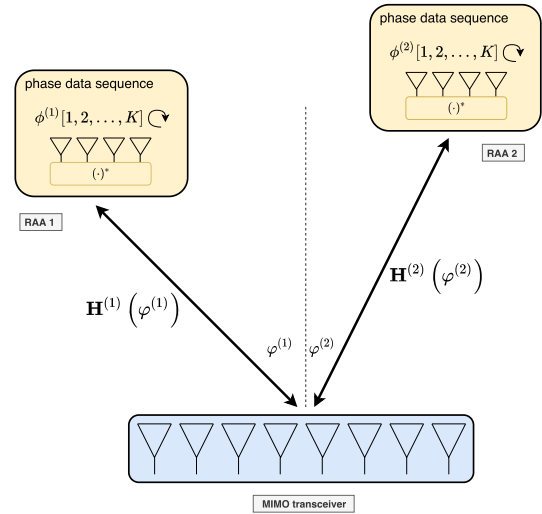 phase data sequence
ϕ⁽²⁾[1, 2, . . . , K]
(·)*
RAA 2
phase data sequence
ϕ⁽¹⁾[1, 2, . . . , K]
(·)*
RAA 1
H⁽¹⁾ (φ⁽¹⁾)
H⁽²⁾ (φ⁽²⁾)
φ⁽¹⁾ φ⁽²⁾
MIMO transceiver